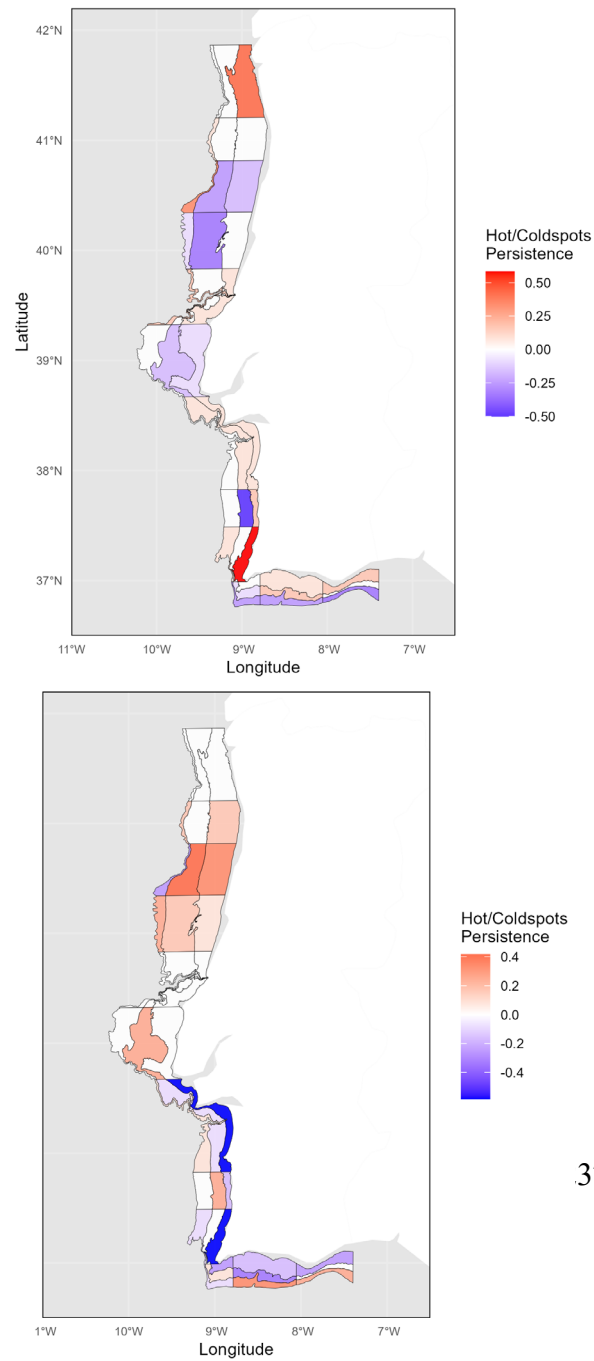 42°N
41°N
40°N
39°N
38°N
37°N
Latitude
11°W 10°W 9°W 8°W 7°W
Longitude
Hot/Coldspots
Persistence
0.50
0.25
0.00
-0.25
-0.50
Hot/Coldspots
Persistence
0.4
0.2
0.0
-0.2
-0.4
.3
1°W 10°W 9°W 8°W 7°W
Longitude